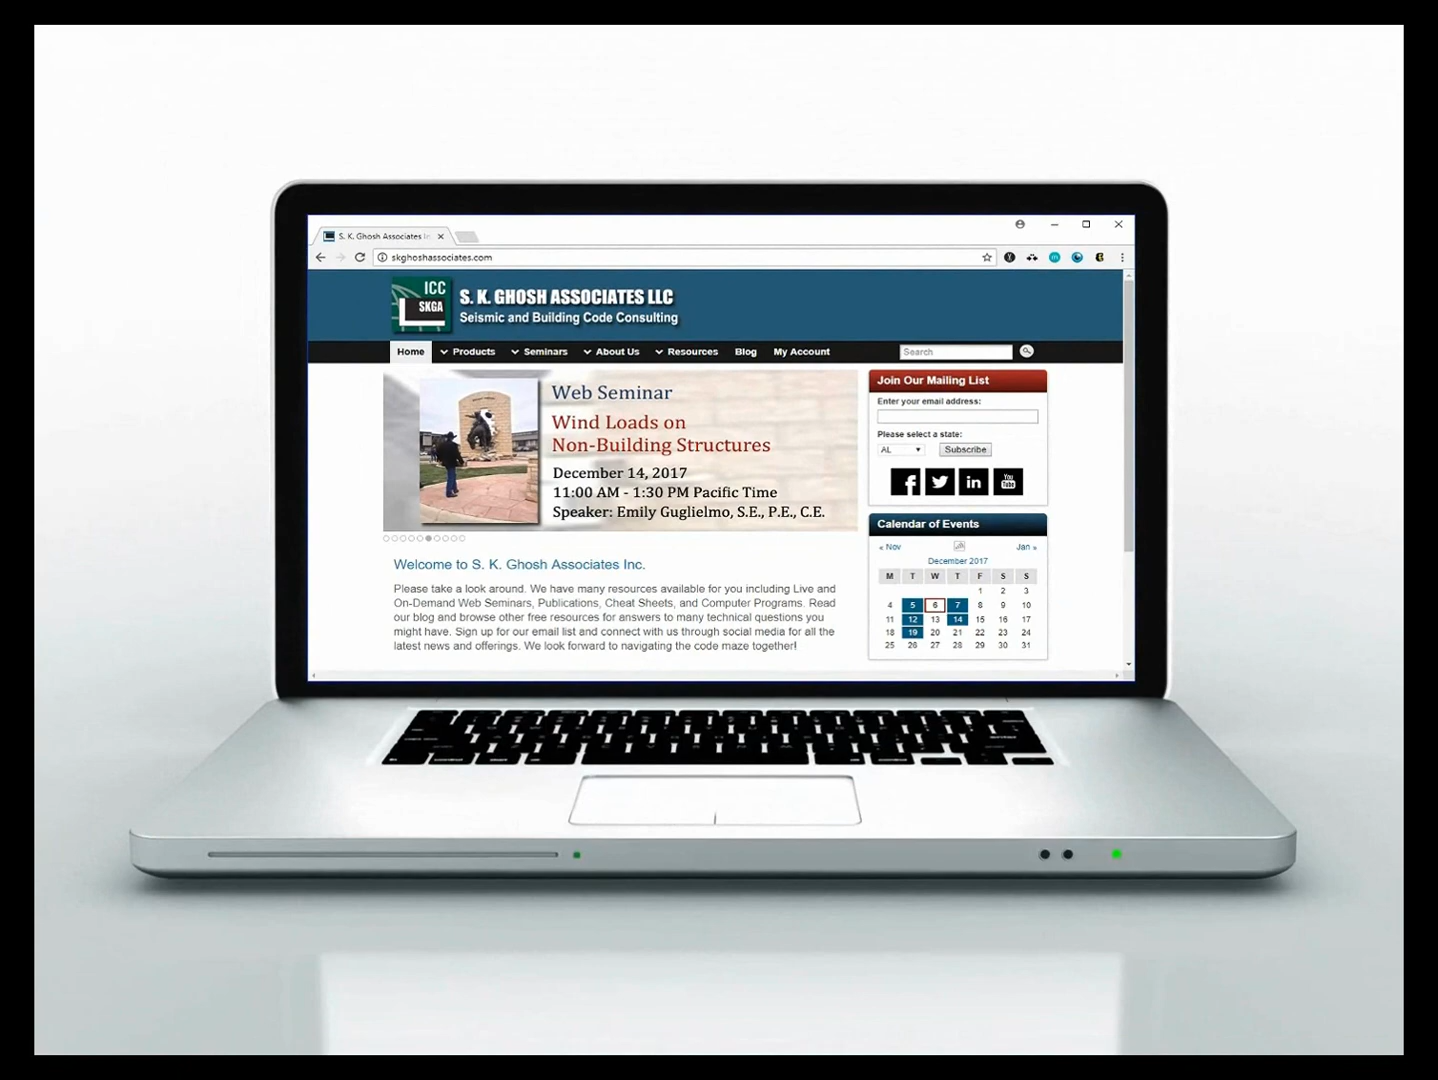 S. K. Ghosh Associates In
skghoshassociates.com
ICC
SKGA
S. K. GHOSH ASSOCIATES LLC
Seismic and Building Code Consulting
Home Products Seminars About Us Resources Blog My Account Search
Web Seminar
Wind Loads on
Non-Building Structures
December 14, 2017
11:00 AM - 1:30 PM Pacific Time
Speaker: Emily Guglielmo, S.E., P.E., C.E.
Welcome to S. K. Ghosh Associates Inc.
Please take a look around. We have many resources available for you including Live and
On-Demand Web Seminars, Publications, Cheat Sheets, and Computer Programs. Read
our blog and browse other free resources for answers to many technical questions you
might have. Sign up for our email list and connect with us through social media for all the
latest news and offerings. We look forward to navigating the code maze together!
Join Our Mailing List
Enter your email address:
Please select a state:
AL Subscribe
f in You Tube
Calendar of Events
« Nov Jan »
December 2017
M T W T F S S
1 2 3
4 5 6 7 8 9 10
11 12 13 14 15 16 17
18 19 20 21 22 23 24
25 26 27 28 29 30 31